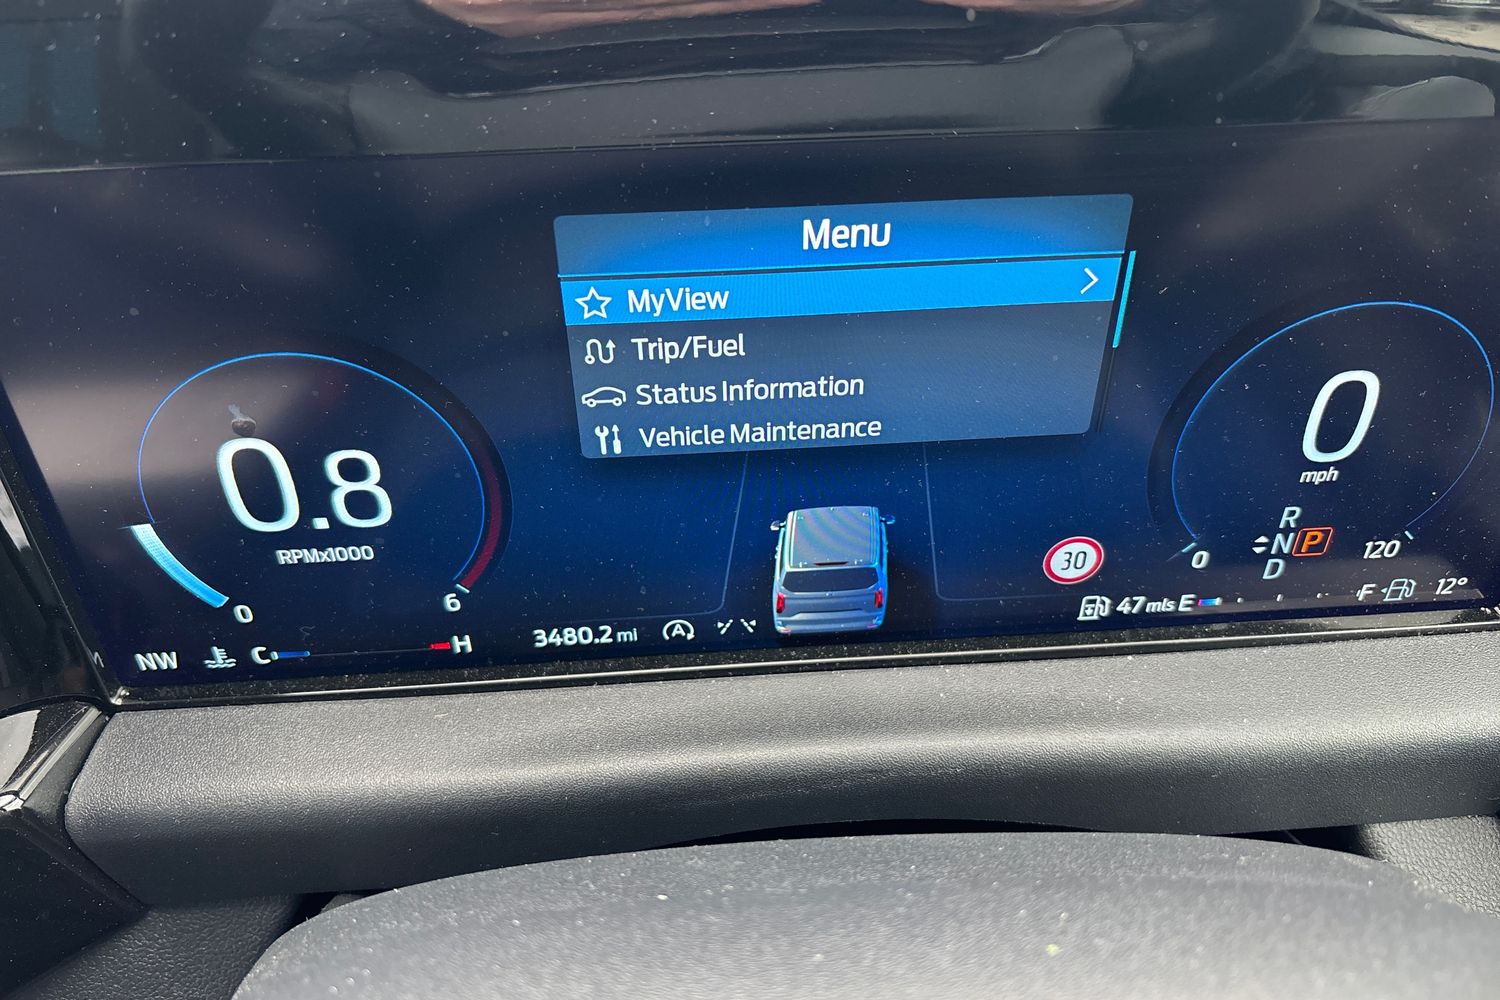 Menu
MyView
Trip/Fuel
Status Information
Vehicle Maintenance
0.8
RPMx1000
0
6
NW
C
H
3480.2 mi
A
30
0
mph
R
N P
D
0
120
47 mls E
F
12°